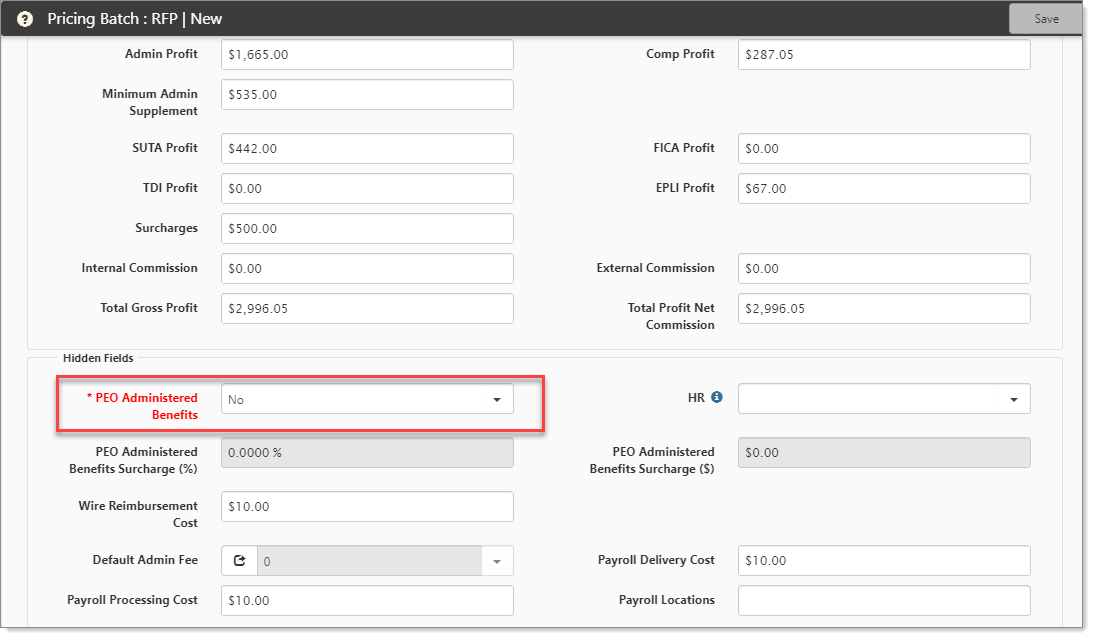 ? Pricing Batch : RFP | New
Save
Admin Profit
$1,665.00
Comp Profit
$287.05
Minimum Admin
Supplement
$535.00
SUTA Profit
$442.00
FICA Profit
$0.00
TDI Profit
$0.00
EPLI Profit
$67.00
Surcharges
$500.00
Internal Commission
$0.00
External Commission
$0.00
Total Gross Profit
$2,996.05
Total Profit Net
Commission
$2,996.05
Hidden Fields
* PEO Administered
Benefits
No
HR i
PEO Administered
Benefits Surcharge (%)
0.0000 %
PEO Administered
Benefits Surcharge ($)
$0.00
Wire Reimbursement
Cost
$10.00
Default Admin Fee
0
Payroll Delivery Cost
$10.00
Payroll Processing Cost
$10.00
Payroll Locations